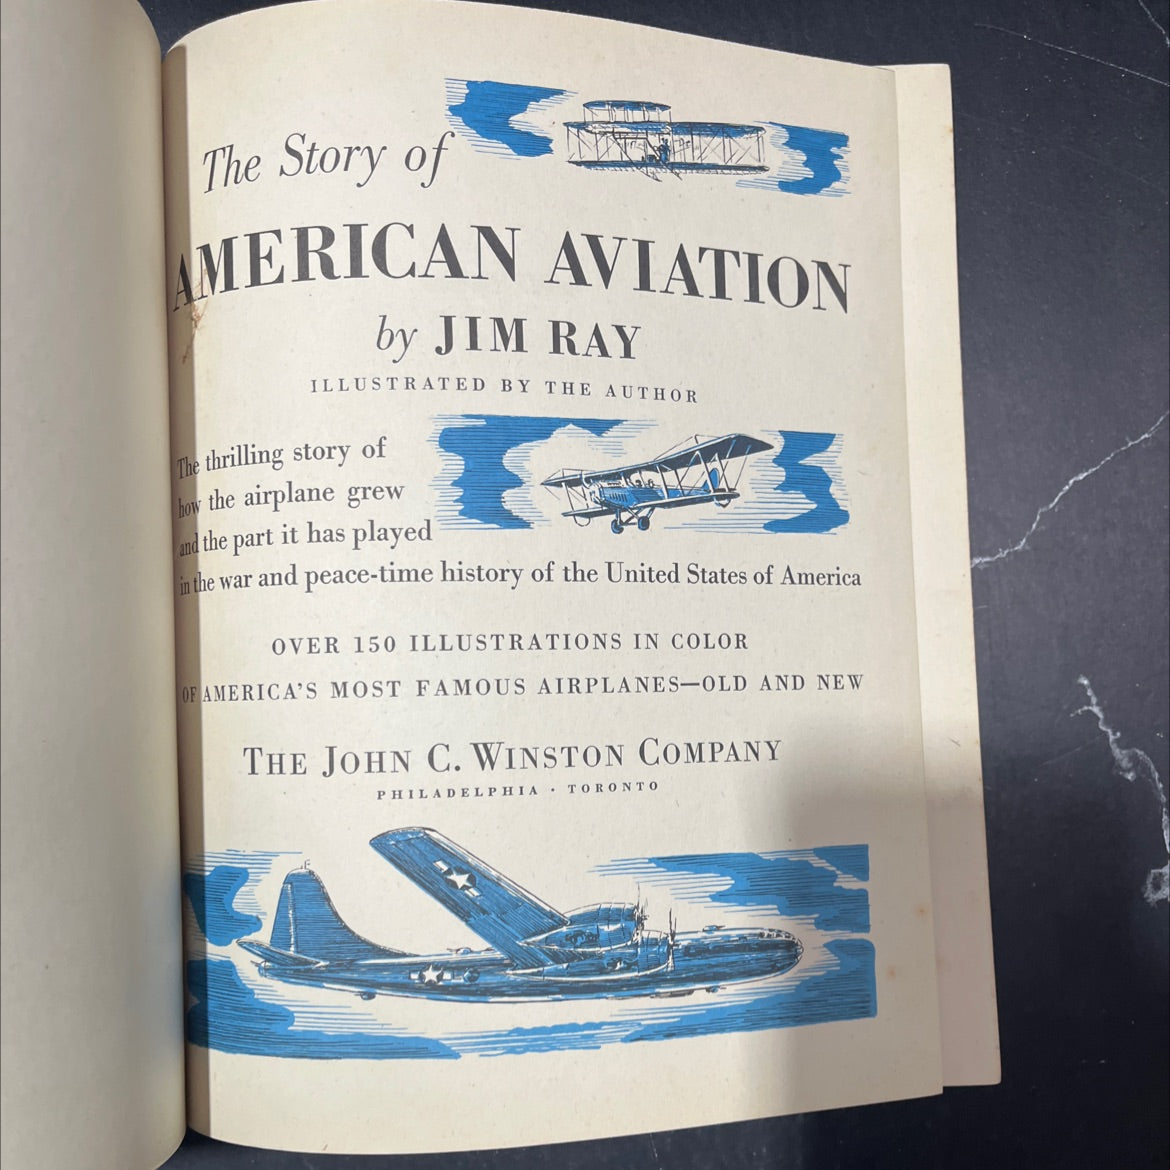 The Story of
AMERICAN AVIATION
by JIM RAY
ILLUSTRATED BY THE AUTHOR
The thrilling story of
how the airplane grew
and the part it has played
in the war and peace-time history of the United States of America
OVER 150 ILLUSTRATIONS IN COLOR
OF AMERICA'S MOST FAMOUS AIRPLANES—OLD AND NEW
THE JOHN C. WINSTON COMPANY
PHILADELPHIA · TORONTO